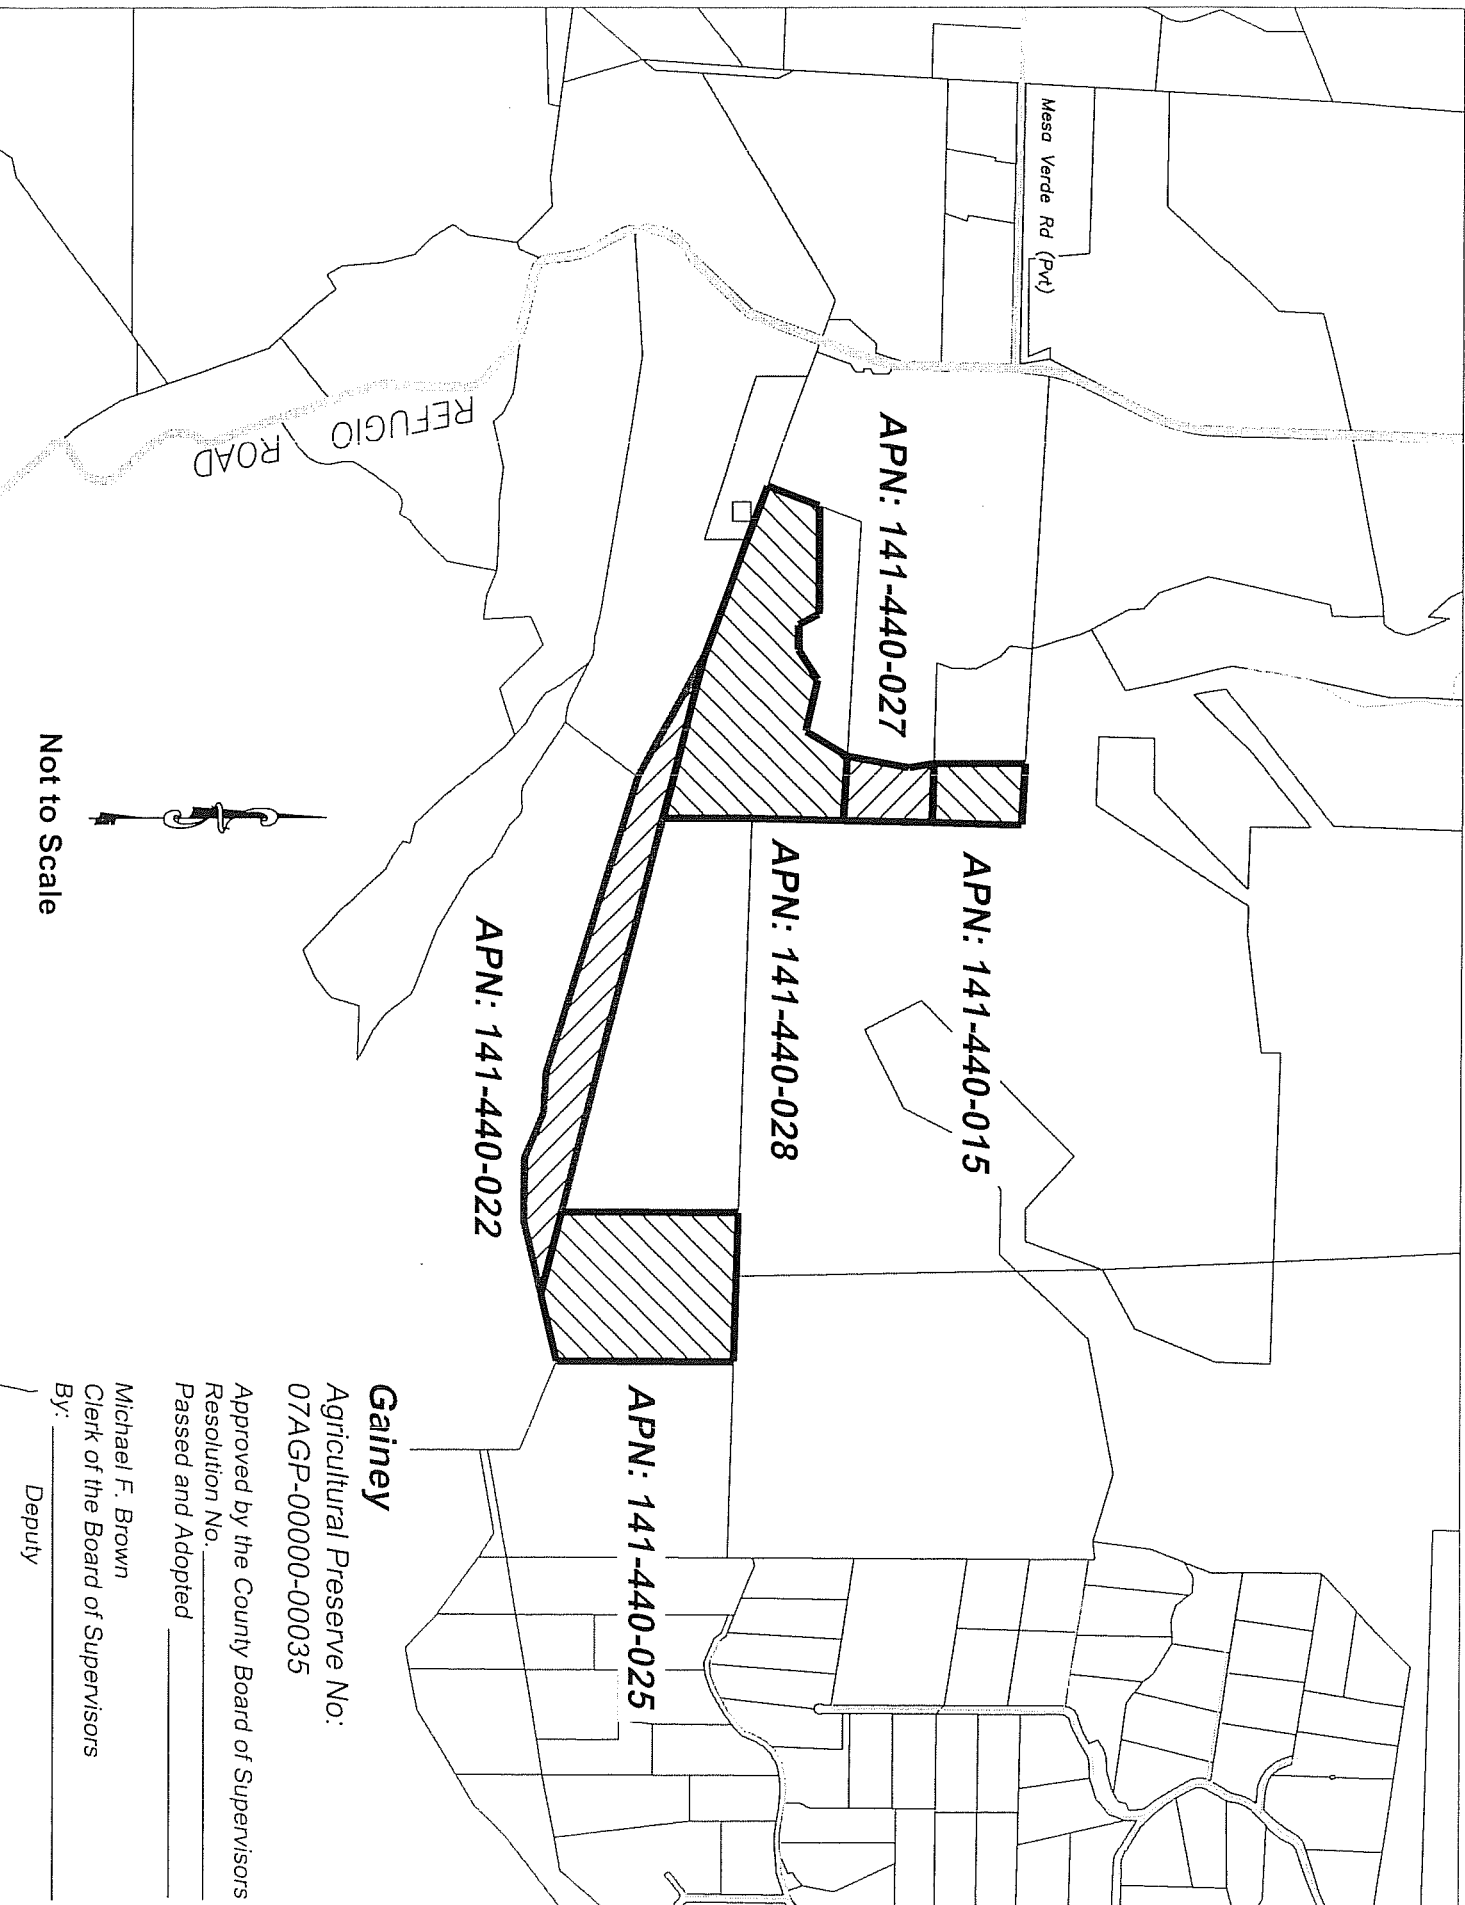 Mesa Verde Rd (Pvt)
REFUGIO ROAD
APN: 141-440-015
APN: 141-440-027
APN: 141-440-028
APN: 141-440-025
APN: 141-440-022
Not to Scale
Gainey
Agricultural Preserve No:
07AGP-00000-00035
Approved by the County Board of Supervisors
Resolution No.
Passed and Adopted
Michael F. Brown
Clerk of the Board of Supervisors
By:
Deputy